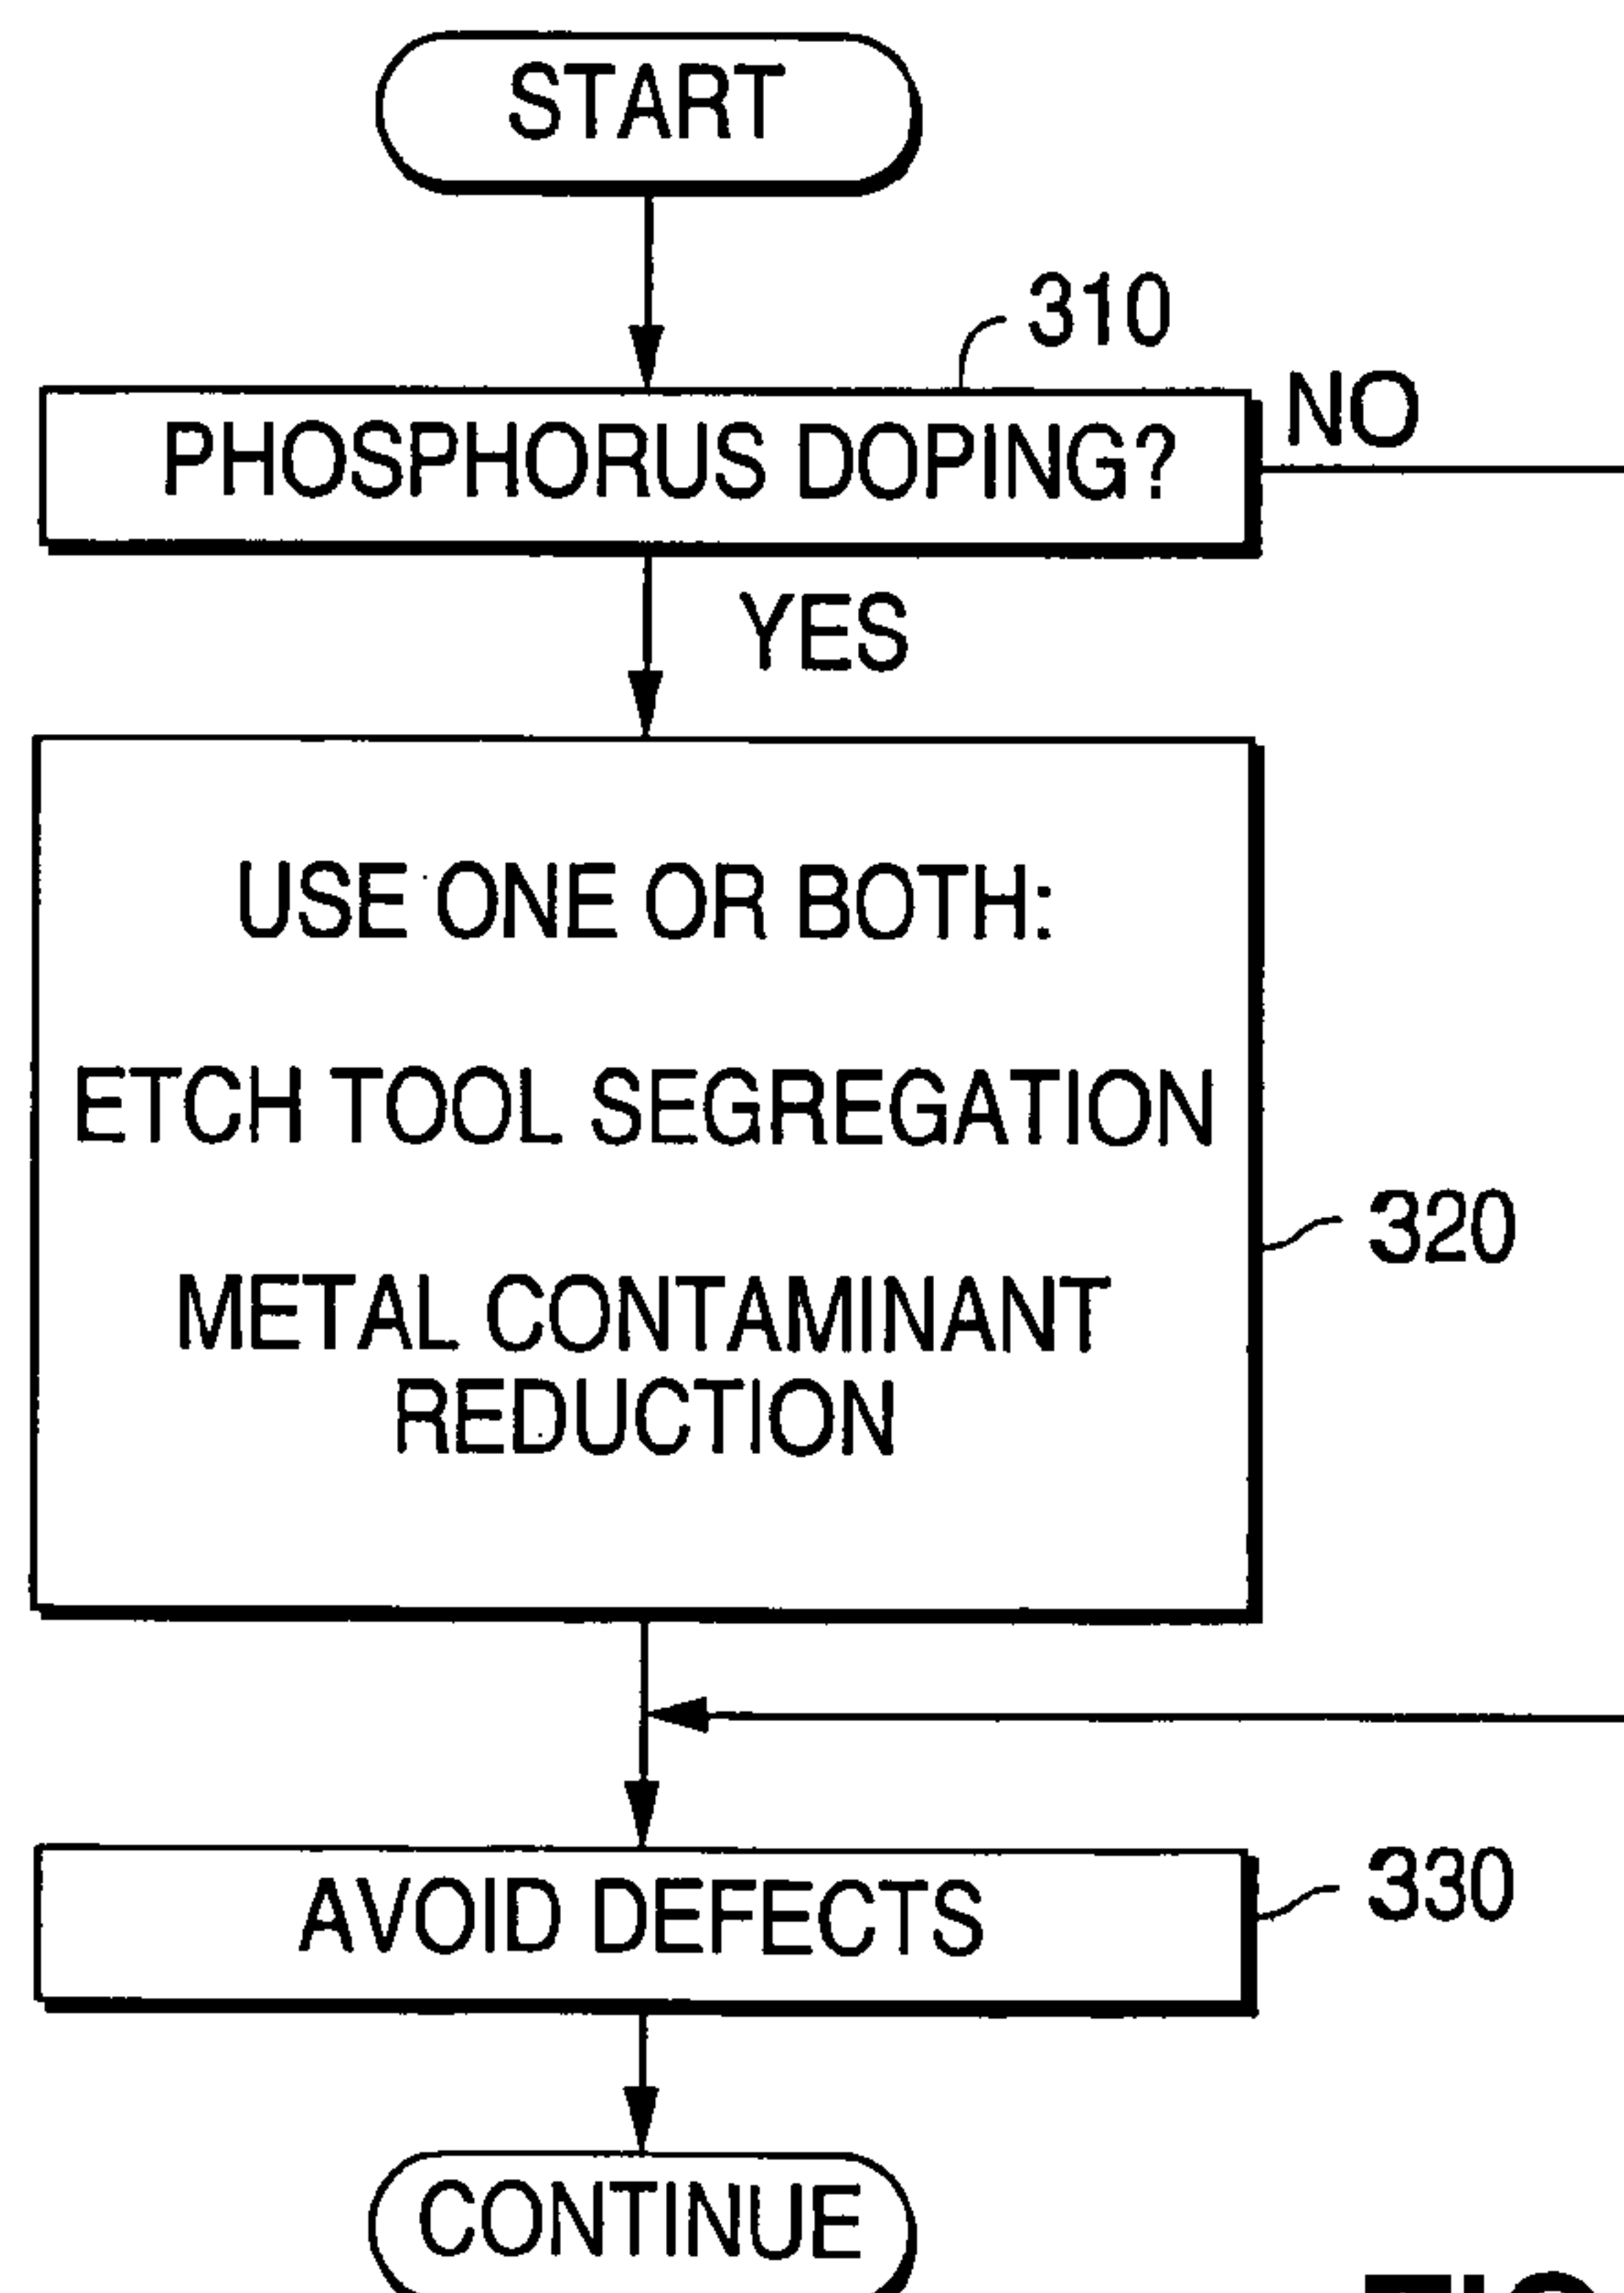 START
310
PHOSPHORUS DOPING?
NO
YES
USE ONE OR BOTH:
ETCH TOOL SEGREGATION
320
METAL CONTAMINANT
REDUCTION
AVOID DEFECTS
330
CONTINUE